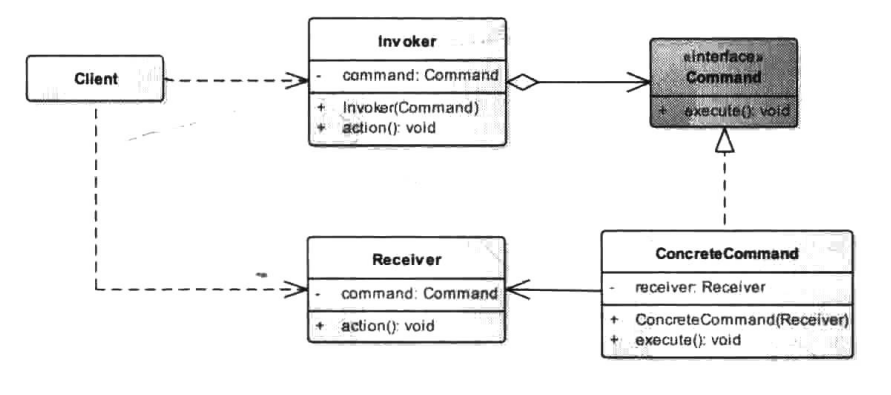 Client
Invoker
- command: Command
+ Invoker(Command)
+ action(): void
«interface»
Command
+ execute(): void
Receiver
- command: Command
+ action(): void
ConcreteCommand
- receiver: Receiver
+ ConcreteCommand(Receiver)
+ execute(): void